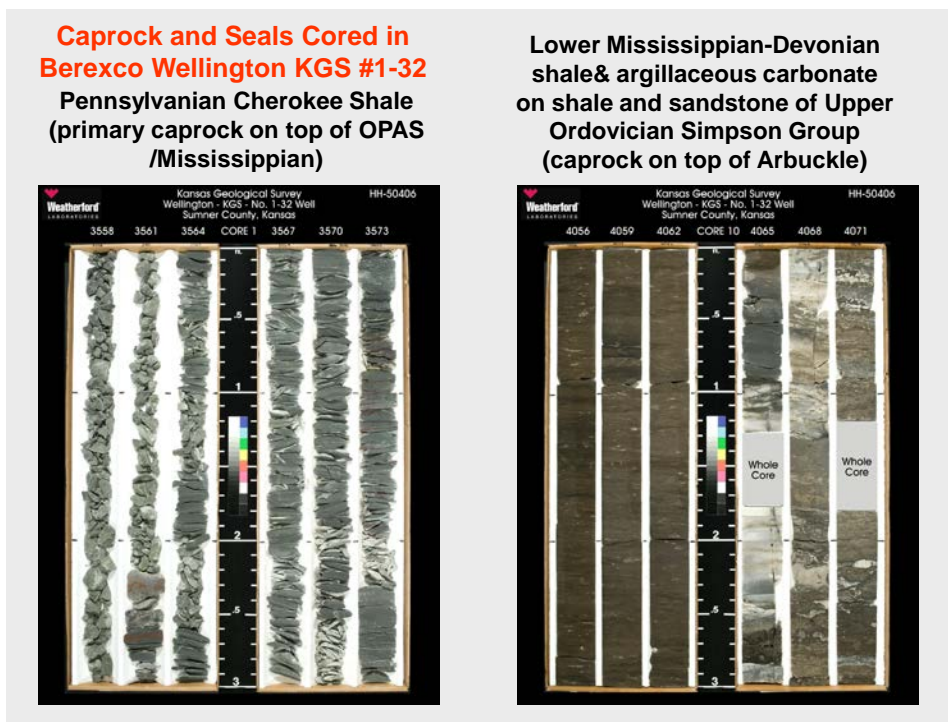 Caprock and Seals Cored in
Berexco Wellington KGS #1-32
Pennsylvanian Cherokee Shale
(primary caprock on top of OPAS
/Mississippian)
Weatherford
LABORATORIES
Kansas Geological Survey
Wellington - KGS - No. 1-32 Well
Sumner County, Kansas
HH-50406
3558 3561 3564 CORE 1 3567 3570 3573
ft.
.5
1
2
.5
3
Lower Mississippian-Devonian
shale& argillaceous carbonate
on shale and sandstone of Upper
Ordovician Simpson Group
(caprock on top of Arbuckle)
Weatherford
LABORATORIES
Kansas Geological Survey
Wellington - KGS - No. 1-32 Well
Sumner County, Kansas
HH-50406
4056 4059 4062 CORE 10 4065 4068 4071
ft.
.5
1
Whole
Core
Whole
Core
2
.5
3